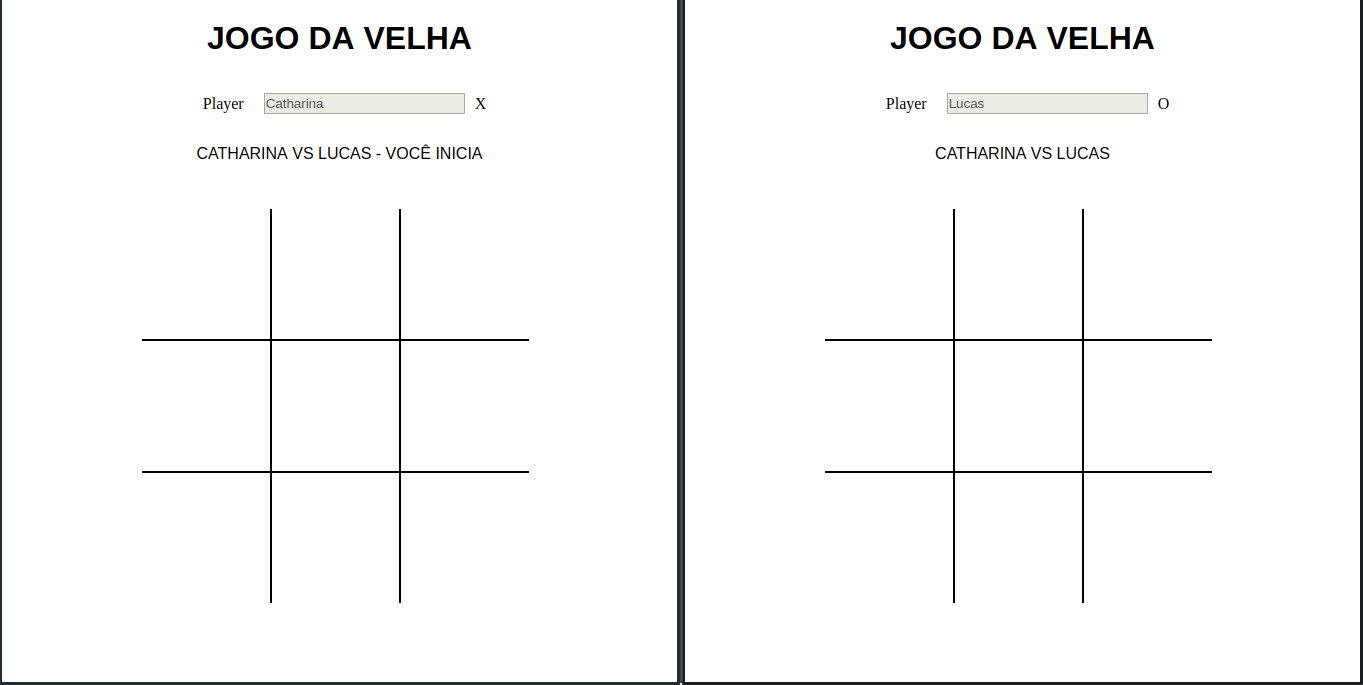 JOGO DA VELHA
Player Catharina X
CATHARINA VS LUCAS - VOCÊ INICIA
JOGO DA VELHA
Player Lucas O
CATHARINA VS LUCAS